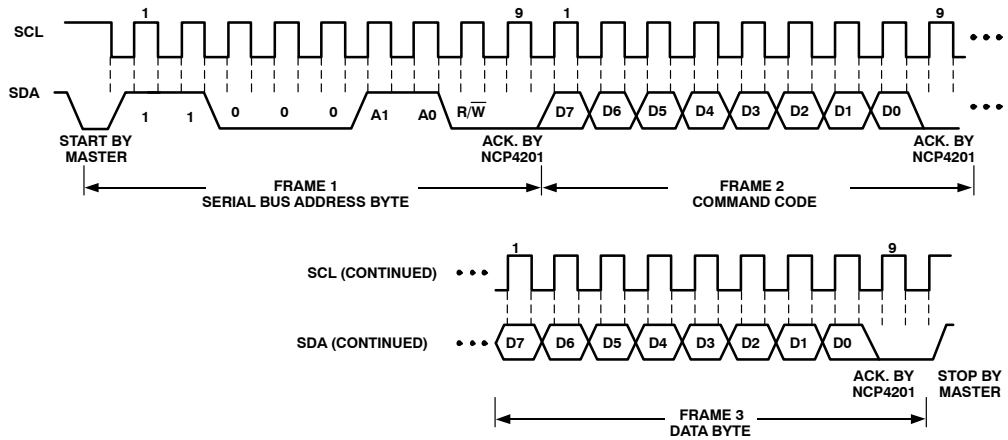 1 9 1 9
SCL
SDA
1 1 0 0 0 A1 A0 R/W̅ D7 D6 D5 D4 D3 D2 D1 D0
START BY
MASTER
ACK. BY
NCP4201
ACK. BY
NCP4201
FRAME 1
SERIAL BUS ADDRESS BYTE
FRAME 2
COMMAND CODE
1 9
SCL (CONTINUED)
SDA (CONTINUED) D7 D6 D5 D4 D3 D2 D1 D0
ACK. BY
NCP4201
STOP BY
MASTER
FRAME 3
DATA BYTE